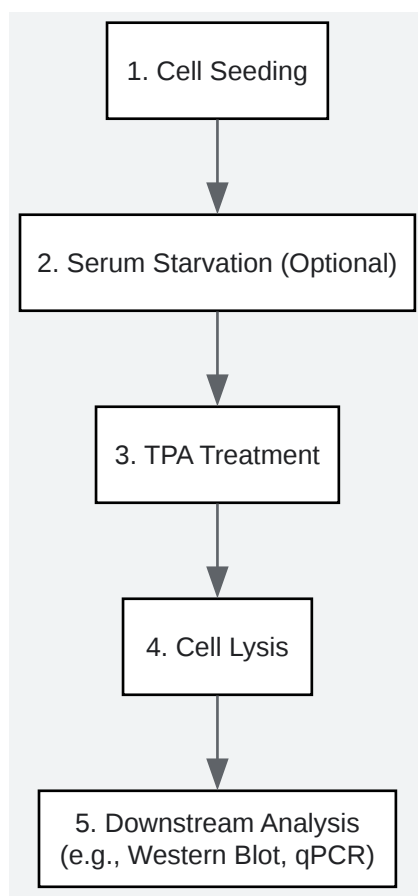 1. Cell Seeding
2. Serum Starvation (Optional)
3. TPA Treatment
4. Cell Lysis
5. Downstream Analysis
(e.g., Western Blot, qPCR)